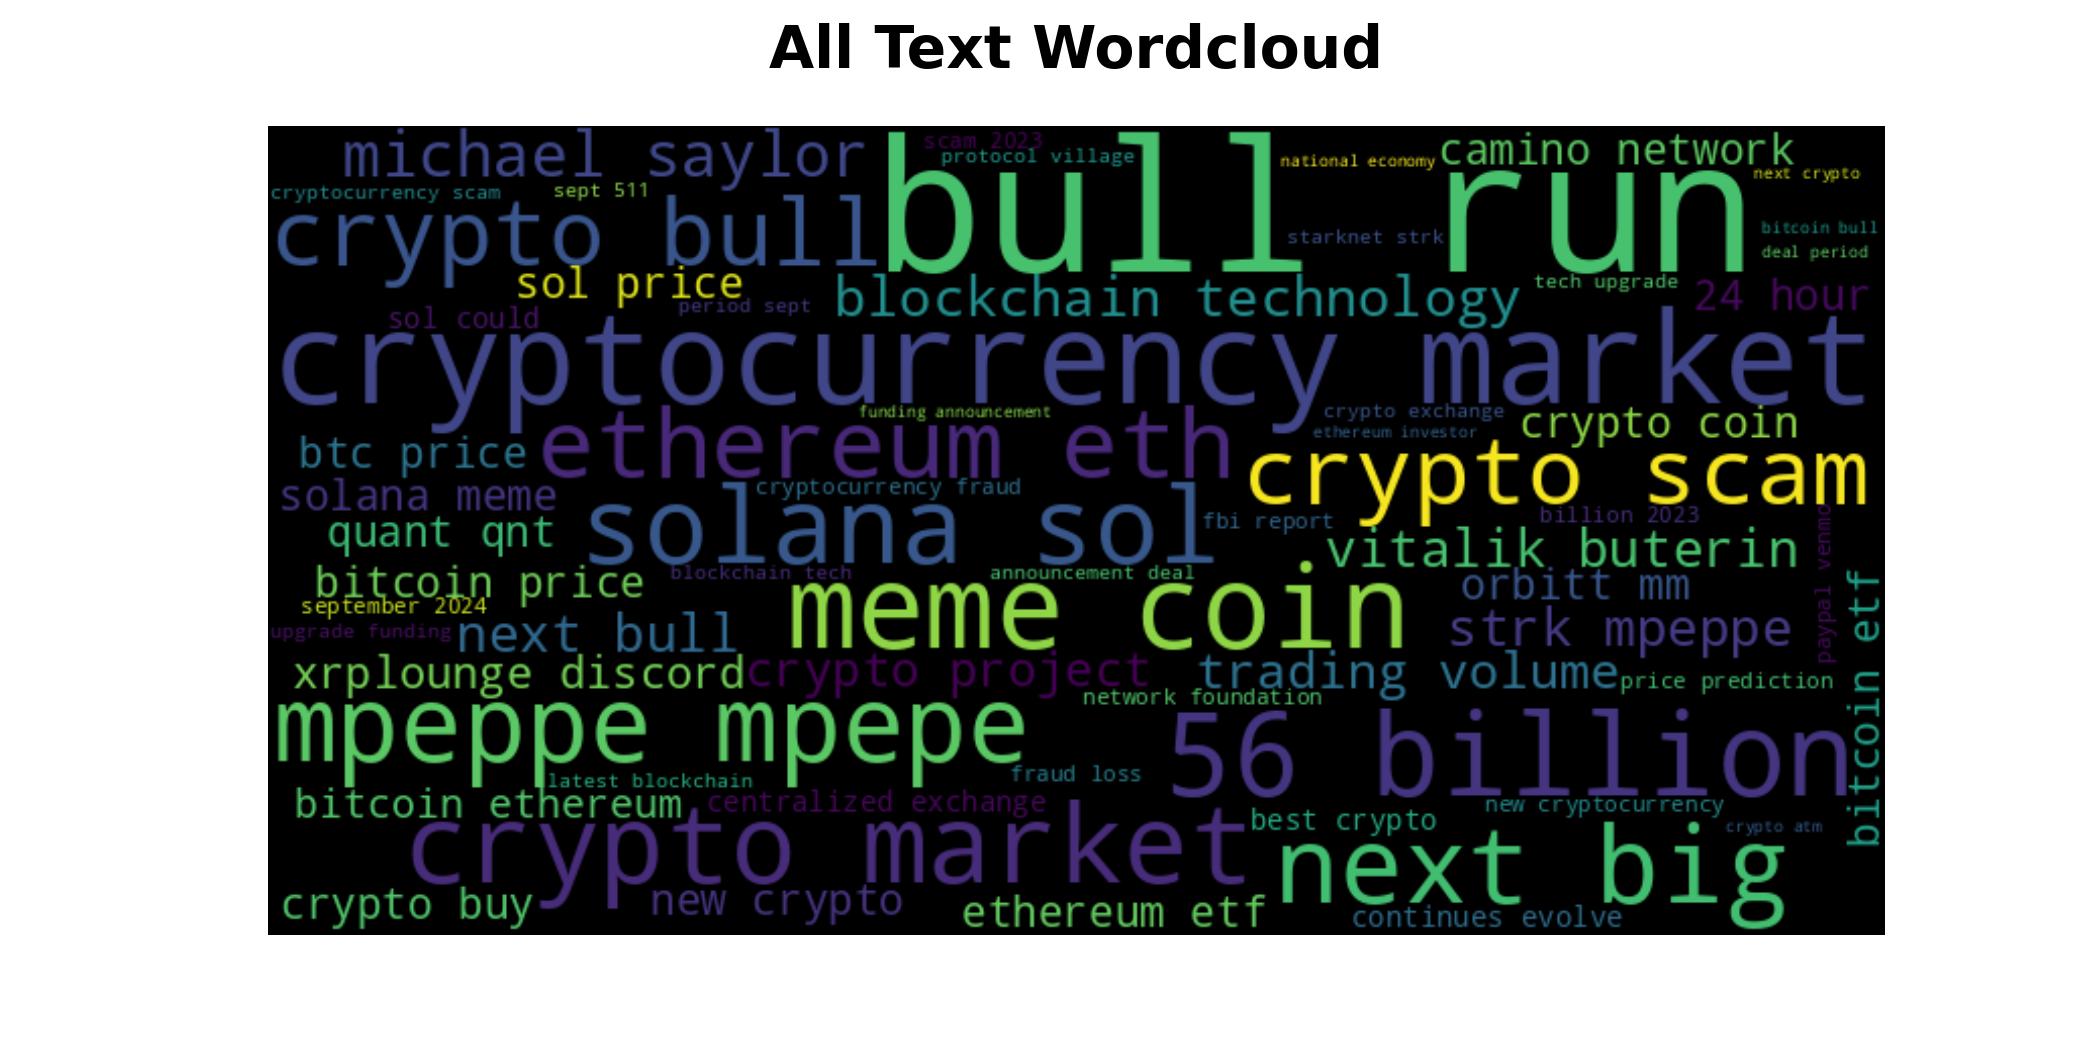 All Text Wordcloud
michael saylor
scam 2023
protocol village
bull run
national economy
camino network
next crypto
cryptocurrency scam
sept 511
crypto bull
starknet strk
bitcoin bull
deal period
sol price
period sept
blockchain technology
tech upgrade
24 hour
sol could
cryptocurrency market
funding announcement
crypto exchange
ethereum investor
crypto coin
btc price
ethereum eth
crypto scam
solana meme
cryptocurrency fraud
solana sol
fbi report
billion 2023
paypal venmo
quant qnt
vitalik buterin
bitcoin price
blockchain tech
announcement deal
orbitt mm
september 2024
meme coin
bitcoin etf
upgrade funding
next bull
strk mpeppe
xrplounge discord
crypto project
trading volume
price prediction
network foundation
mpeppe mpepe
56 billion
latest blockchain
fraud loss
bitcoin ethereum
centralized exchange
new cryptocurrency
crypto market
best crypto
crypto atm
next big
crypto buy
new crypto
ethereum etf
continues evolve